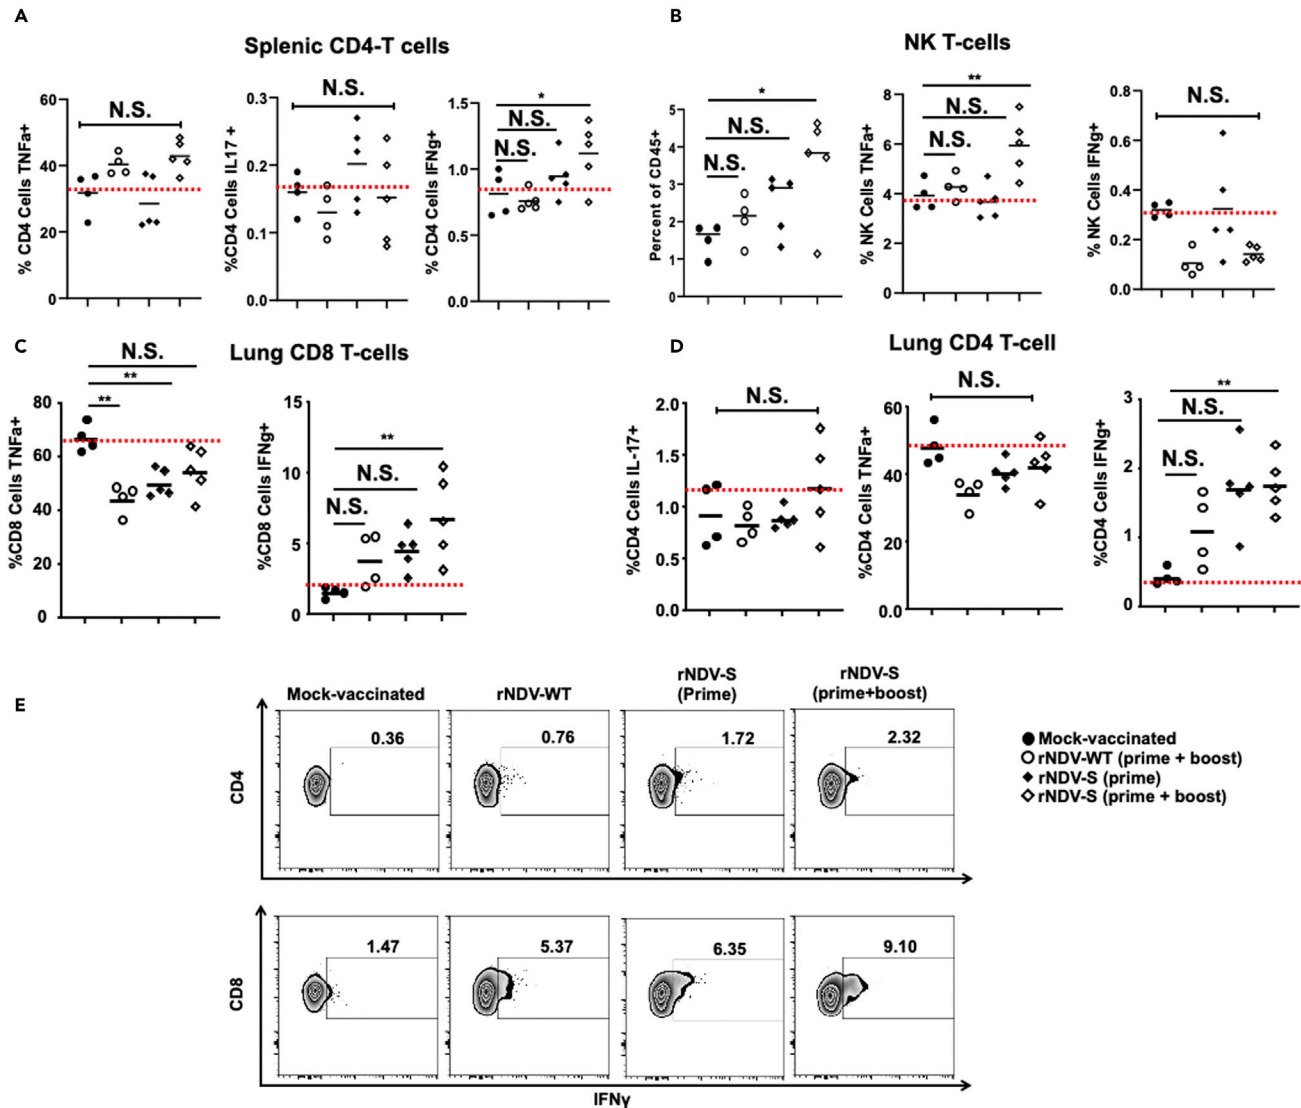 A
B
Splenic CD4-T cells
NK T-cells
% CD4 Cells TNFa+
60
40
20
0
N.S.
%CD4 Cells IL17 +
0.3
0.2
0.1
0.0
N.S.
% CD4 Cells IFNg+
1.5
1.0
0.5
0.0
*
N.S.
N.S.
Percent of CD45+
5
4
3
2
1
0
*
N.S.
N.S.
% NK Cells TNFa+
8
6
4
2
0
**
N.S.
N.S.
% NK Cells IFNg+
0.8
0.6
0.4
0.2
0.0
N.S.
C
D
Lung CD8 T-cells
Lung CD4 T-cell
%CD8 Cells TNFa+
80
60
40
20
0
N.S.
**
**
%CD8 Cells IFNg+
15
10
5
0
**
N.S.
N.S.
%CD4 Cells IL-17+
2.0
1.5
1.0
0.5
0.0
N.S.
%CD4 Cells TNFa+
60
40
20
0.0
N.S.
%CD4 Cells IFNg+
3
2
1
0
**
N.S.
N.S.
E
Mock-vaccinated
rNDV-WT
rNDV-S
(Prime)
rNDV-S
(prime+boost)
CD4
0.36
0.76
1.72
2.32
CD8
1.47
5.37
6.35
9.10
IFNγ
Mock-vaccinated
rNDV-WT (prime + boost)
rNDV-S (prime)
rNDV-S (prime + boost)